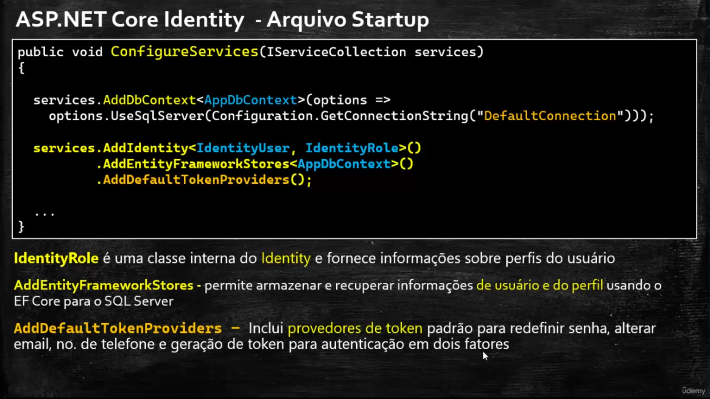 ASP.NET Core Identity - Arquivo Startup
public void ConfigureServices(IServiceCollection services)
{
services.AddDbContext<AppDbContext>(options =>
options.UseSqlServer(Configuration.GetConnectionString("DefaultConnection")));
services.AddIdentity<IdentityUser, IdentityRole>()
.AddEntityFrameworkStores<AppDbContext>()
.AddDefaultTokenProviders();
...
}
IdentityRole é uma classe interna do Identity e fornece informações sobre perfis do usuário
AddEntityFrameworkStores - permite armazenar e recuperar informações de usuário e do perfil usando o
EF Core para o SQL Server
AddDefaultTokenProviders – Inclui provedores de token padrão para redefinir senha, alterar
email, no. de telefone e geração de token para autenticação em dois fatores
ûdemy